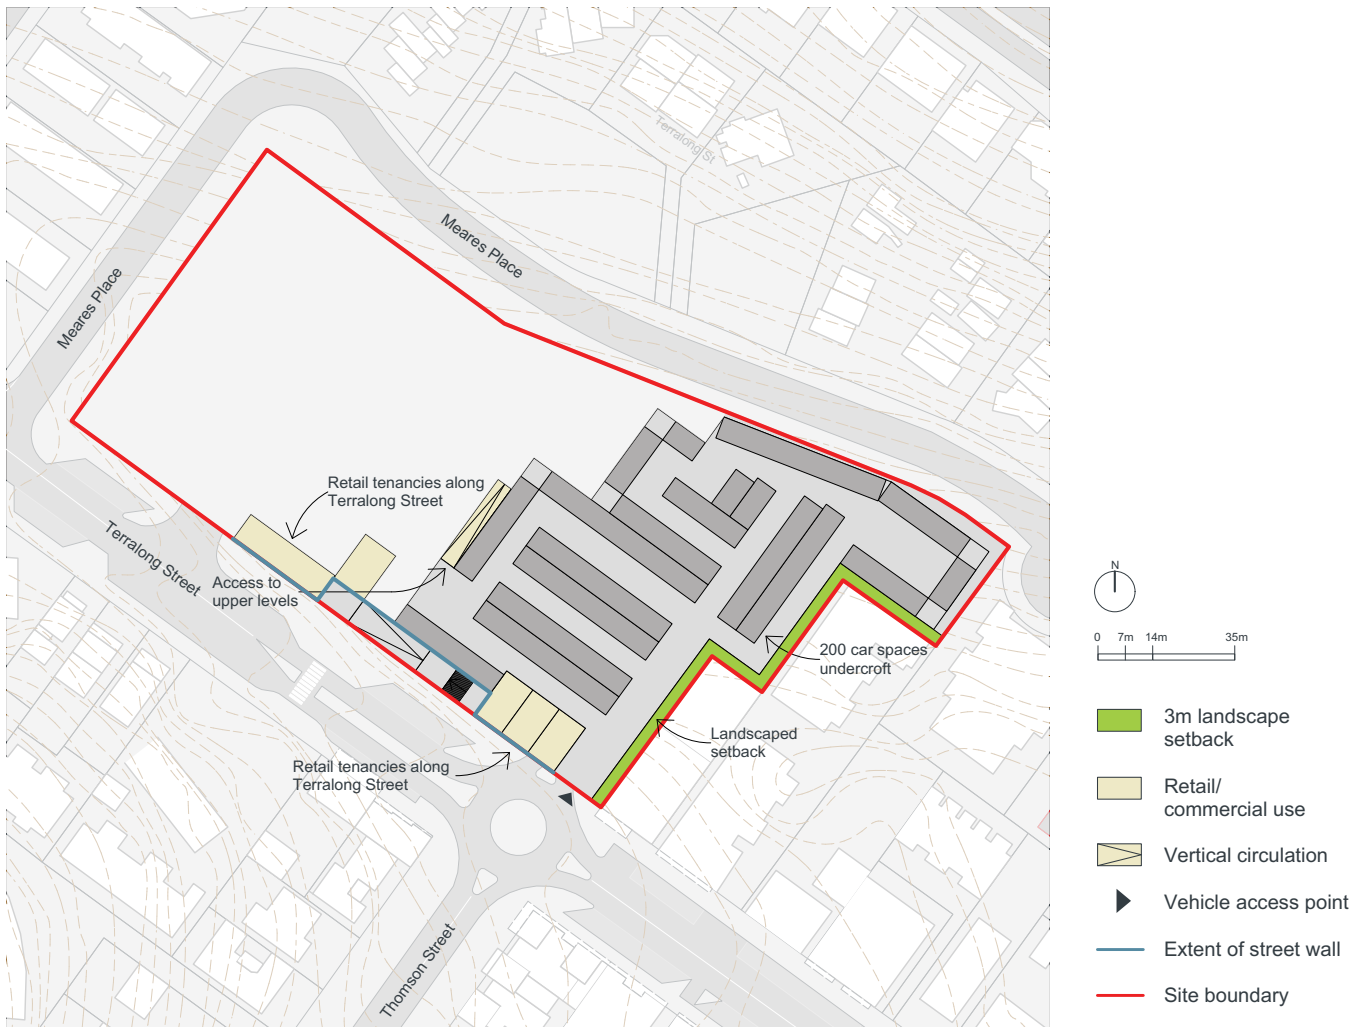 Terralong St
Meares Place
Meares Place
Retail tenancies along
Terralong Street
Terralong Street
Access to
upper levels
200 car spaces
undercroft
Landscaped
setback
Retail tenancies along
Terralong Street
Thomson Street
N
0 7m 14m 35m
3m landscape
setback
Retail/
commercial use
Vertical circulation
Vehicle access point
Extent of street wall
Site boundary